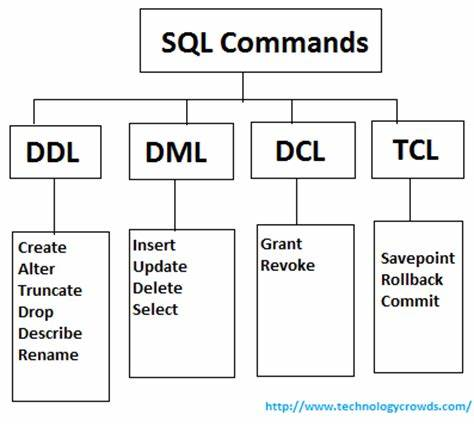 SQL Commands
DDL
DML
DCL
TCL
Create
Alter
Truncate
Drop
Describe
Rename
Insert
Update
Delete
Select
Grant
Revoke
Savepoint
Rollback
Commit
http://www.technologycrowds.com/